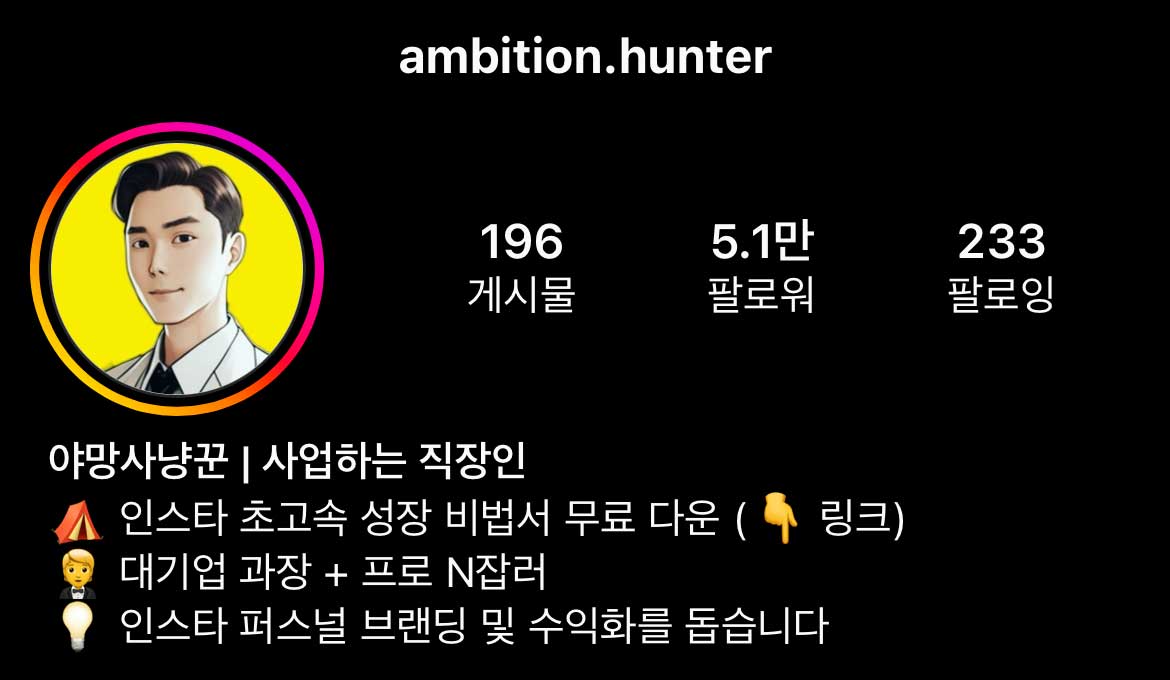 ambition.hunter
196 5.1만 233
게시물 팔로워 팔로잉
야망사냥꾼 | 사업하는 직장인
⛺ 인스타 초고속 성장 비법서 무료 다운 (👇 링크)
🤵 대기업 과장 + 프로 N잡러
💡 인스타 퍼스널 브랜딩 및 수익화를 돕습니다